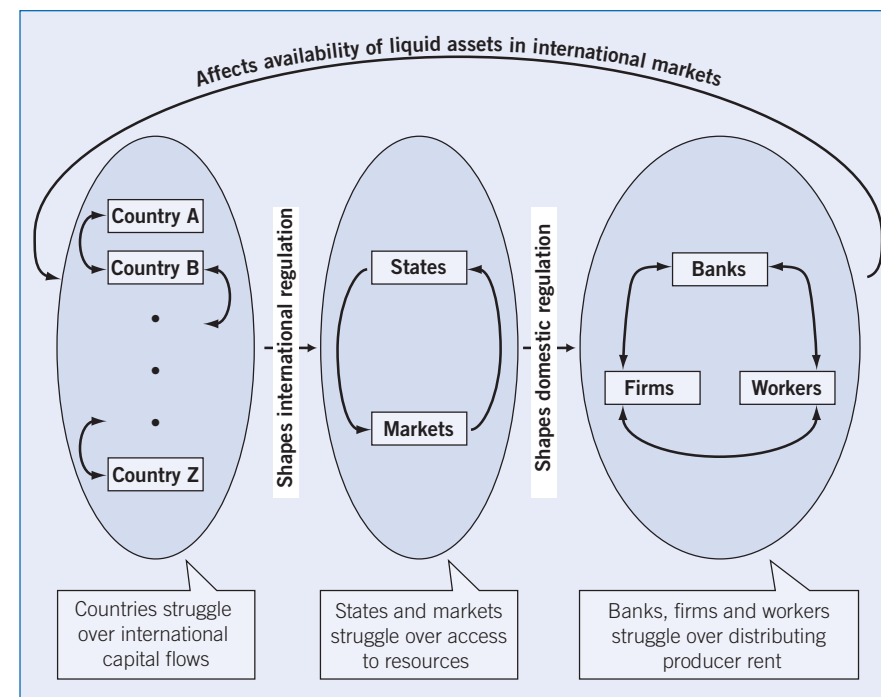 Affects availability of liquid assets in international markets
Country A
Country B
Country Z
Countries struggle
over international
capital flows
Shapes international regulation
States
Markets
States and markets
struggle over access
to resources
Shapes domestic regulation
Banks
Firms
Workers
Banks, firms and workers
struggle over distributing
producer rent